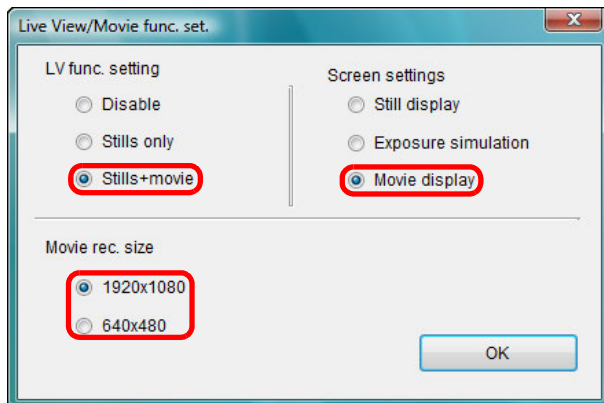 Live View/Movie func. set.
LV func. setting
Disable
Stills only
Stills+movie
Screen settings
Still display
Exposure simulation
Movie display
Movie rec. size
1920x1080
640x480
OK